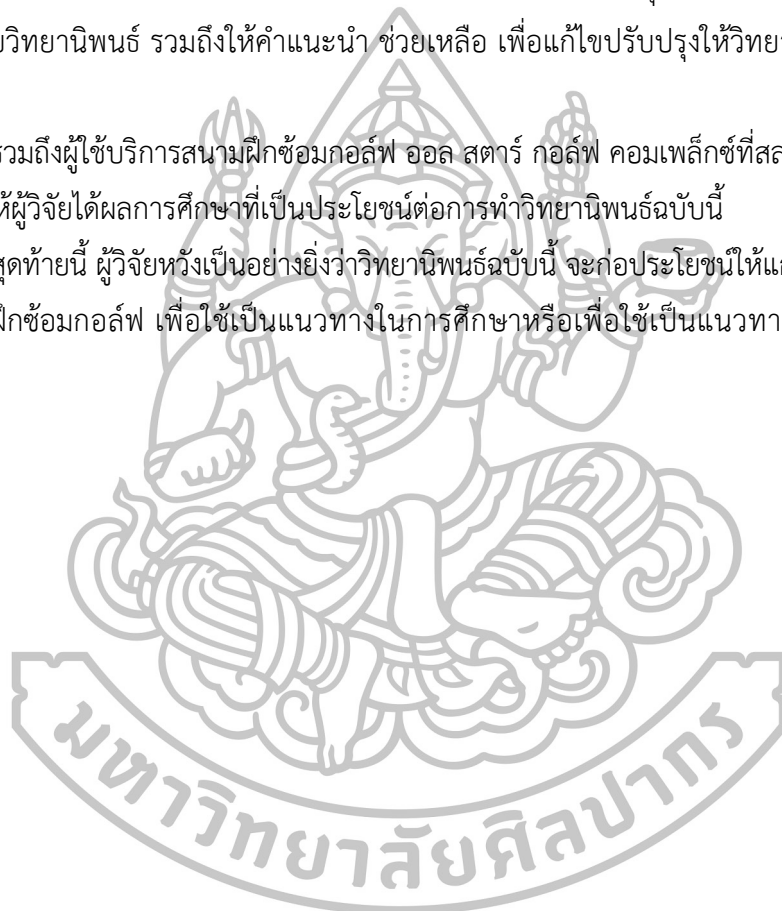 วิทยานิพนธ์ รวมถึงให้คำแนะนำ ช่วยเหลือ เพื่อแก้ไขปรับปรุงให้
รวมถึงผู้ใช้บริการสนามฝึกซ้อมกอล์ฟ ออล สตาร์ กอล์ฟ คอมเพล็กซ์ที่
ให้ผู้วิจัยได้ผลการศึกษาที่เป็นประโยชน์ต่อการทำวิทยานิพนธ์ฉบับนี้
สุดท้ายนี้ ผู้วิจัยหวังเป็นอย่างยิ่งว่าวิทยานิพนธ์ฉบับนี้ จะก่อประโยชน์ให้
ฝึกซ้อมกอล์ฟ เพื่อใช้เป็นแนวทางในการศึกษาหรือเพื่อใช้เป็น
มหาวิทยาลัยศิลปากร